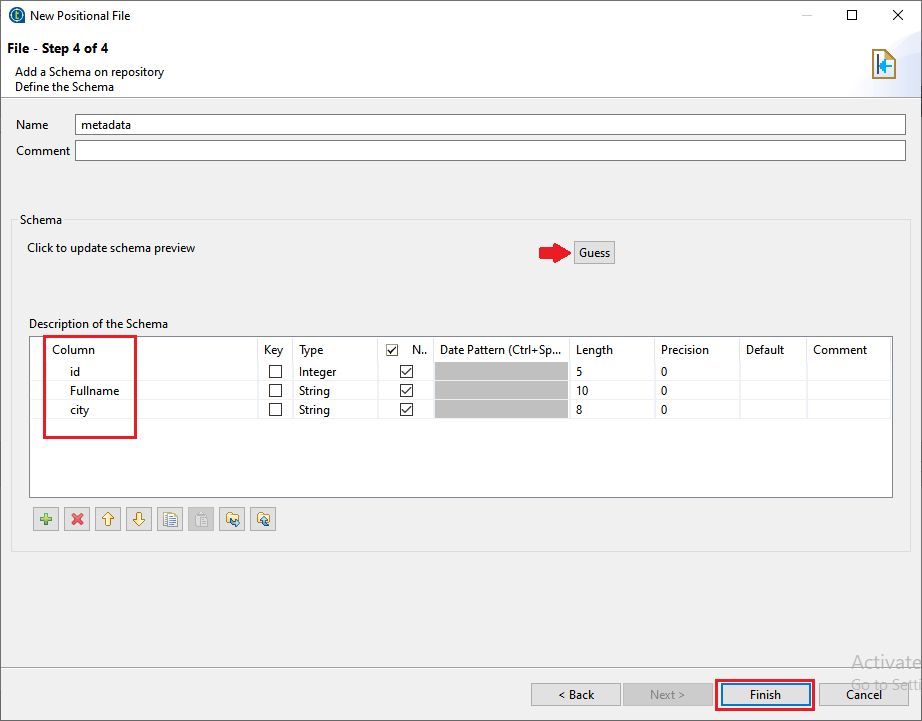 New Positional File
File - Step 4 of 4
Add a Schema on repository
Define the Schema
Name metadata
Comment
Schema
Click to update schema preview
Guess
Description of the Schema
Column Key Type N.. Date Pattern (Ctrl+Sp... Length Precision Default Comment
id Integer 5 0
Fullname String 10 0
city String 8 0
Activate
Go to Setti
< Back Next > Finish Cancel